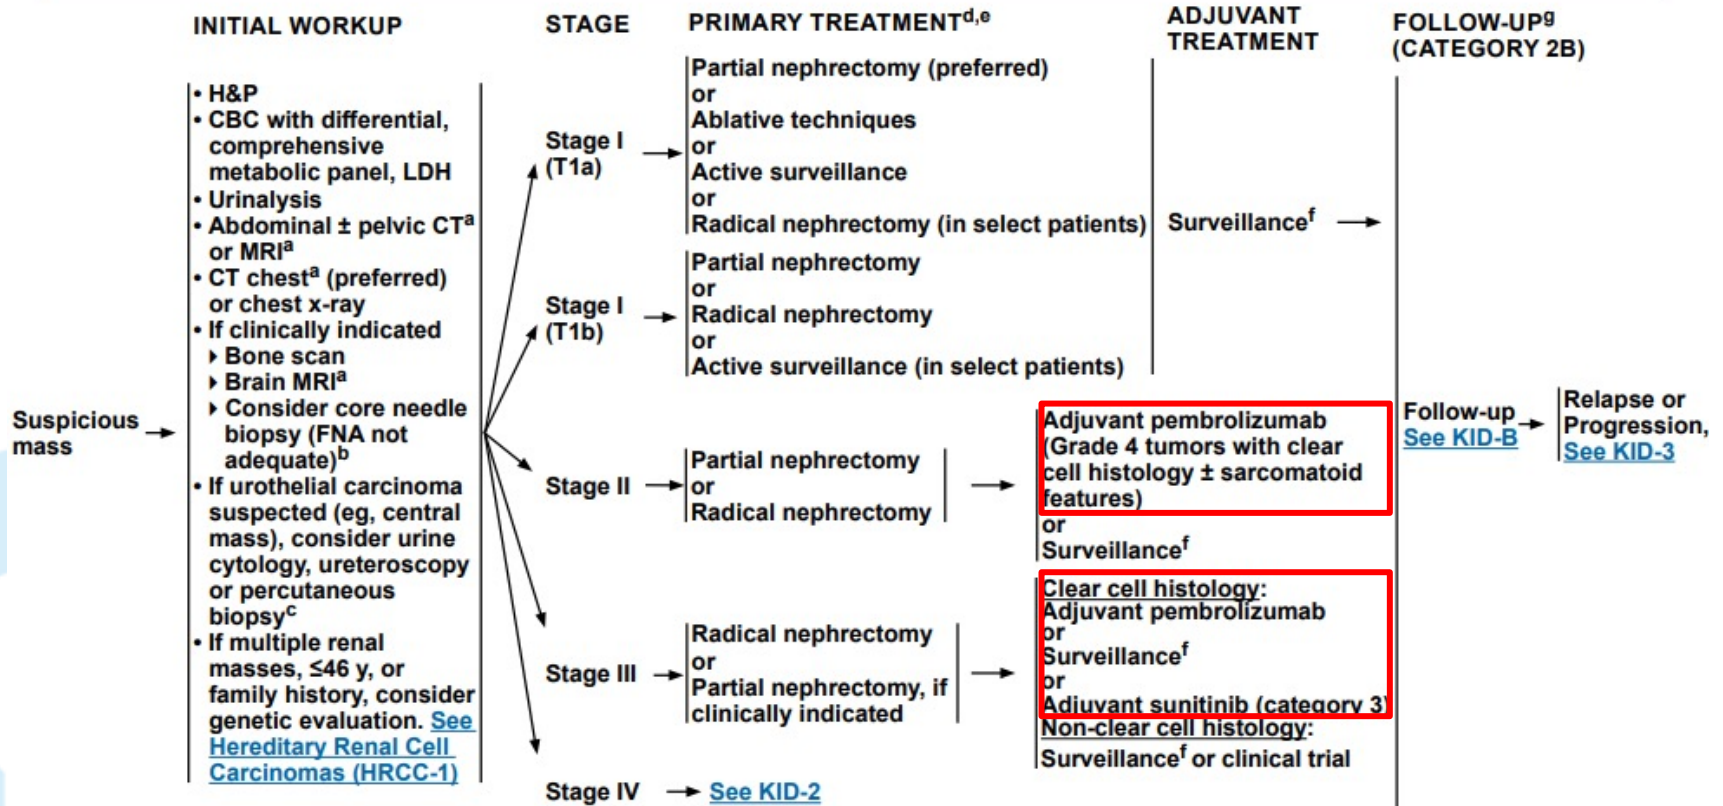 INITIAL WORKUP
STAGE
PRIMARY TREATMENTd,e
ADJUVANT
TREATMENT
FOLLOW-UPg
(CATEGORY 2B)
Suspicious
mass
• H&P
• CBC with differential,
comprehensive
metabolic panel, LDH
• Urinalysis
• Abdominal ± pelvic CTa
or MRIa
• CT chesta (preferred)
or chest x-ray
• If clinically indicated
Bone scan
Brain MRIa
Consider core needle
biopsy (FNA not
adequate)b
• If urothelial carcinoma
suspected (eg, central
mass), consider urine
cytology, ureteroscopy
or percutaneous
biopsyc
• If multiple renal
masses, ≤46 y, or
family history, consider
genetic evaluation. See
Hereditary Renal Cell
Carcinomas (HRCC-1)
Stage I
(T1a)
Partial nephrectomy (preferred)
or
Ablative techniques
or
Active surveillance
or
Radical nephrectomy (in select patients)
Stage I
(T1b)
Partial nephrectomy
or
Radical nephrectomy
or
Active surveillance (in select patients)
Surveillancef
Stage II
Partial nephrectomy
or
Radical nephrectomy
Adjuvant pembrolizumab
(Grade 4 tumors with clear
cell histology ± sarcomatoid
features)
or
Surveillancef
Stage III
Radical nephrectomy
or
Partial nephrectomy, if
clinically indicated
Clear cell histology:
Adjuvant pembrolizumab
or
Surveillancef
or
Adjuvant sunitinib (category 3)
Non-clear cell histology:
Surveillancef or clinical trial
Stage IV
See KID-2
Follow-up
See KID-B
Relapse or
Progression,
See KID-3